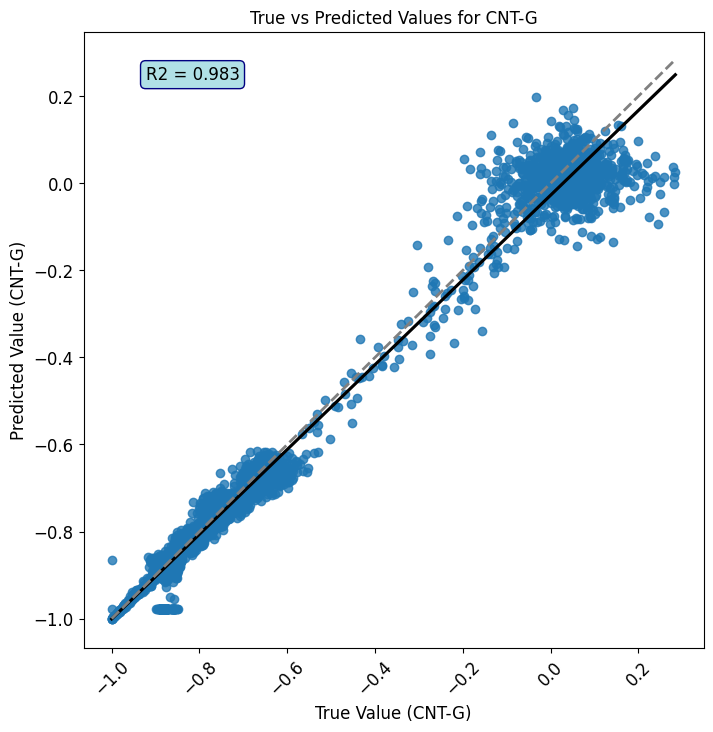 True vs Predicted Values for CNT-G
R2 = 0.983
0.2
0.0
−0.2
−0.4
−0.6
−0.8
−1.0
Predicted Value (CNT-G)
−1.0 −0.8 −0.6 −0.4 −0.2 0.0 0.2
True Value (CNT-G)